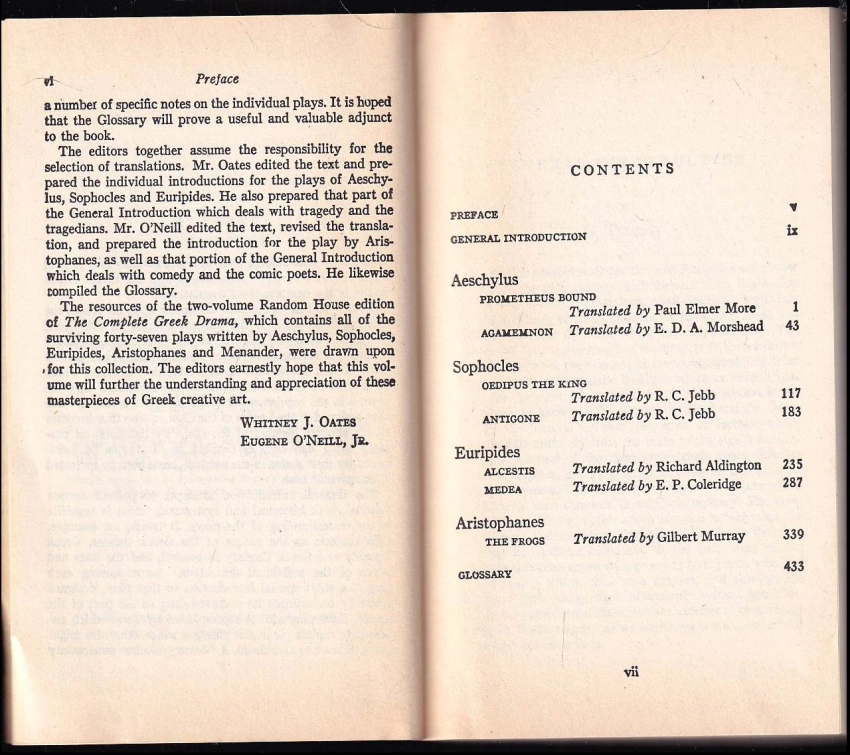 vi Preface
a number of specific notes on the individual plays. It is hoped
that the Glossary will prove a useful and valuable adjunct
to the book.
The editors together assume the responsibility for the
selection of translations. Mr. Oates edited the text and pre-
pared the individual introductions for the plays of Aeschy-
lus, Sophocles and Euripides. He also prepared that part of
the General Introduction which deals with tragedy and the
tragedians. Mr. O'Neill edited the text, revised the transla-
tion, and prepared the introduction for the play by Aris-
tophanes, as well as that portion of the General Introduction
which deals with comedy and the comic poets. He likewise
compiled the Glossary.
The resources of the two-volume Random House edition
of The Complete Greek Drama, which contains all of the
surviving forty-seven plays written by Aeschylus, Sophocles,
Euripides, Aristophanes and Menander, were drawn upon
for this collection. The editors earnestly hope that this vol-
ume will further the understanding and appreciation of these
masterpieces of Greek creative art.
WHITNEY J. OATES
EUGENE O'NEILL, JR.
CONTENTS
PREFACE v
GENERAL INTRODUCTION ix
Aeschylus
PROMETHEUS BOUND
Translated by Paul Elmer More 1
AGAMEMNON Translated by E. D. A. Morshead 43
Sophocles
OEDIPUS THE KING
Translated by R. C. Jebb 117
ANTIGONE Translated by R. C. Jebb 183
Euripides
ALCESTIS Translated by Richard Aldington 235
MEDEA Translated by E. P. Coleridge 287
Aristophanes
THE FROGS Translated by Gilbert Murray 339
GLOSSARY 433
vii